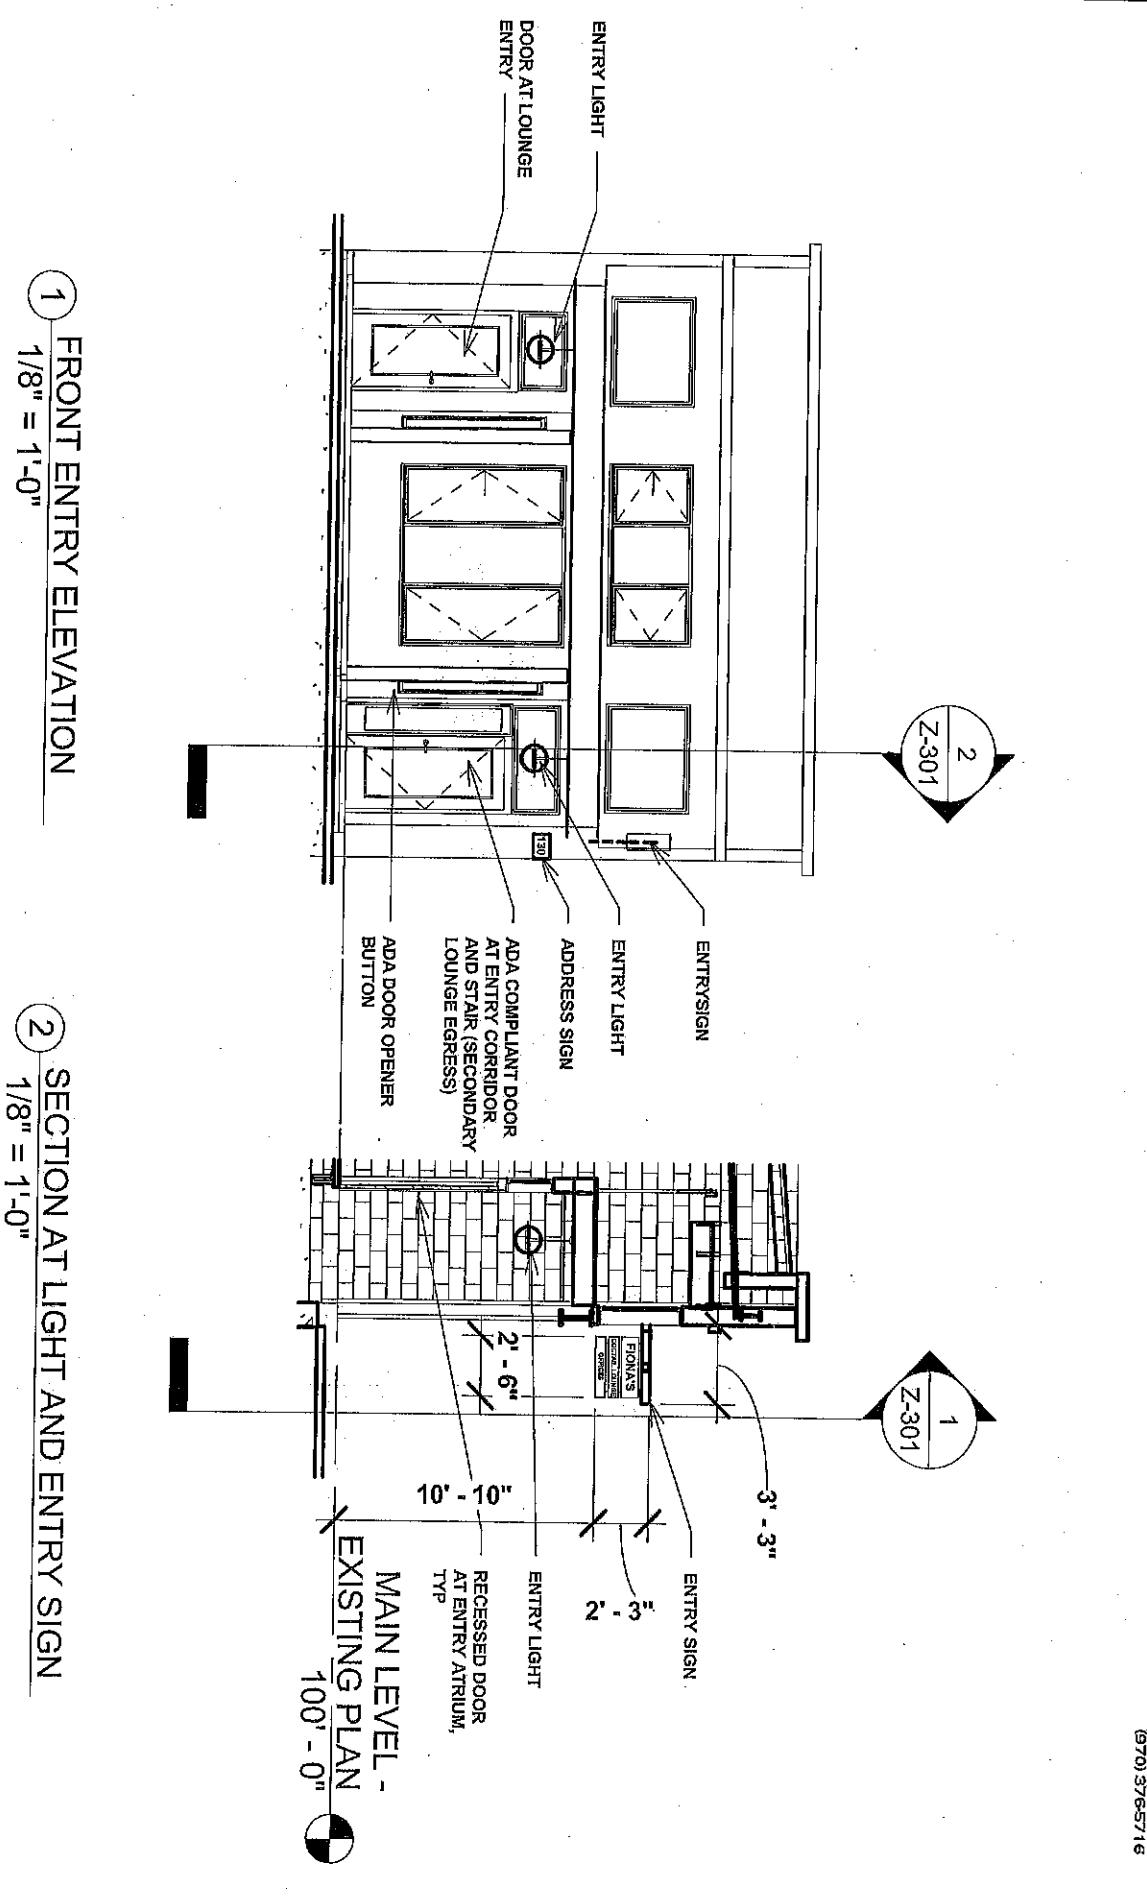 (970) 376-5716
ENTRY LIGHT
DOOR AT LOUNGE
ENTRY
2
Z-301
130
ENTRYSIGN
ENTRY LIGHT
ADDRESS SIGN
ADA COMPLIANT DOOR
AT ENTRY CORRIDOR
AND STAIR (SECONDARY
LOUNGE EGRESS)
ADA DOOR OPENER
BUTTON
1 FRONT ENTRY ELEVATION
1/8" = 1'-0"
1
Z-301
FIONA'S
COCTAIL LOUNGE
OFFICES
3' - 3"
2' - 6"
2' - 3"
10' - 10"
ENTRY SIGN
ENTRY LIGHT
RECESSED DOOR
AT ENTRY ATRIUM,
TYP
MAIN LEVEL -
EXISTING PLAN
100' - 0"
2 SECTION AT LIGHT AND ENTRY SIGN
1/8" = 1'-0"